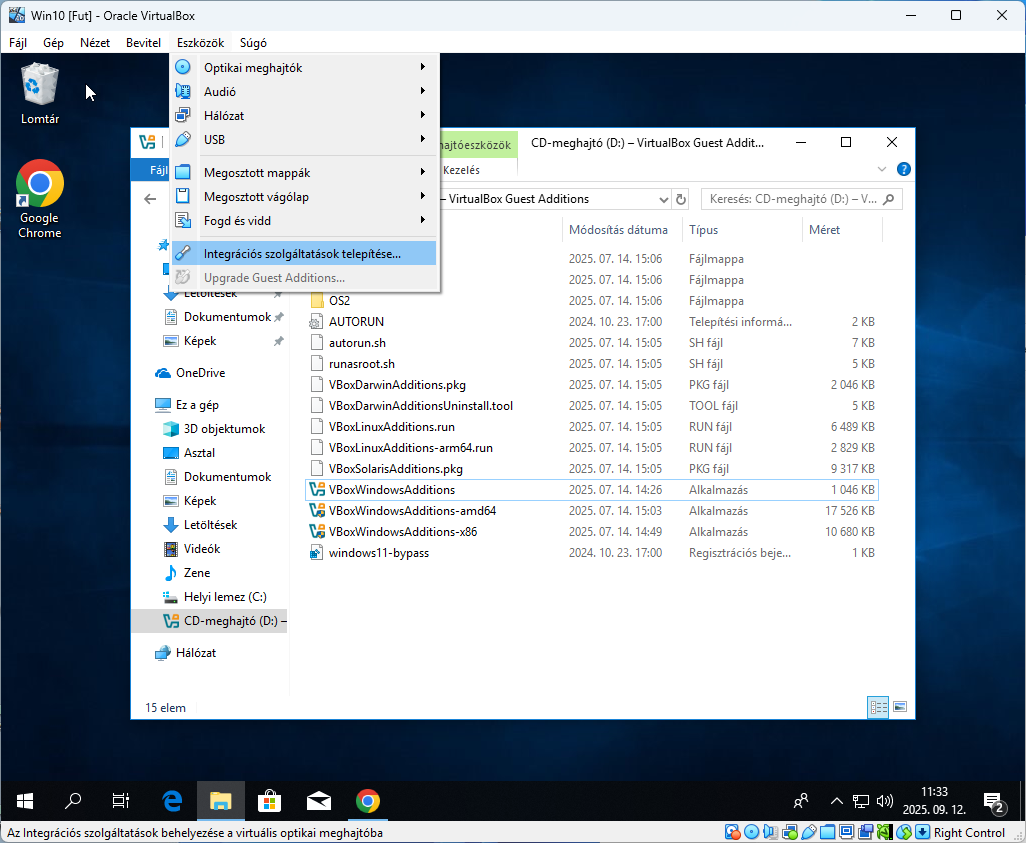 Win10 [Fut] - Oracle VirtualBox
Fájl Gép Nézet Bevitel Eszközök Súgó
Optikai meghajtók
Audió
Hálózat
USB
Megosztott mappák
Megosztott vágólap
Fogd és vidd
Integrációs szolgáltatások telepítése...
Upgrade Guest Additions...
Lomtár
Google
Chrome
CD-meghajtó (D:) – VirtualBox Guest Addit...
Fájl
Kezelés
– VirtualBox Guest Additions
Keresés: CD-meghajtó (D:) – V...
Letöltések
Dokumentumok
Képek
OneDrive
Ez a gép
3D objektumok
Asztal
Dokumentumok
Képek
Letöltések
Videók
Zene
Helyi lemez (C:)
CD-meghajtó (D:) –
Hálózat
Módosítás dátuma Típus Méret
2025. 07. 14. 15:06 Fájlmappa
2025. 07. 14. 15:06 Fájlmappa
OS2 2025. 07. 14. 15:06 Fájlmappa
AUTORUN 2024. 10. 23. 17:00 Telepítési informá... 2 KB
autorun.sh 2025. 07. 14. 15:05 SH fájl 7 KB
runasroot.sh 2025. 07. 14. 15:05 SH fájl 5 KB
VBoxDarwinAdditions.pkg 2025. 07. 14. 15:05 PKG fájl 2 046 KB
VBoxDarwinAdditionsUninstall.tool 2025. 07. 14. 15:05 TOOL fájl 5 KB
VBoxLinuxAdditions.run 2025. 07. 14. 15:05 RUN fájl 6 489 KB
VBoxLinuxAdditions-arm64.run 2025. 07. 14. 15:05 RUN fájl 2 829 KB
VBoxSolarisAdditions.pkg 2025. 07. 14. 15:05 PKG fájl 9 317 KB
VBoxWindowsAdditions 2025. 07. 14. 14:26 Alkalmazás 1 046 KB
VBoxWindowsAdditions-amd64 2025. 07. 14. 15:03 Alkalmazás 17 526 KB
VBoxWindowsAdditions-x86 2025. 07. 14. 14:49 Alkalmazás 10 680 KB
windows11-bypass 2024. 10. 23. 17:00 Regisztrációs beje... 1 KB
15 elem
11:33
2025. 09. 12.
2
Az Integrációs szolgáltatások behelyezése a virtuális optikai meghajtóba
Right Control